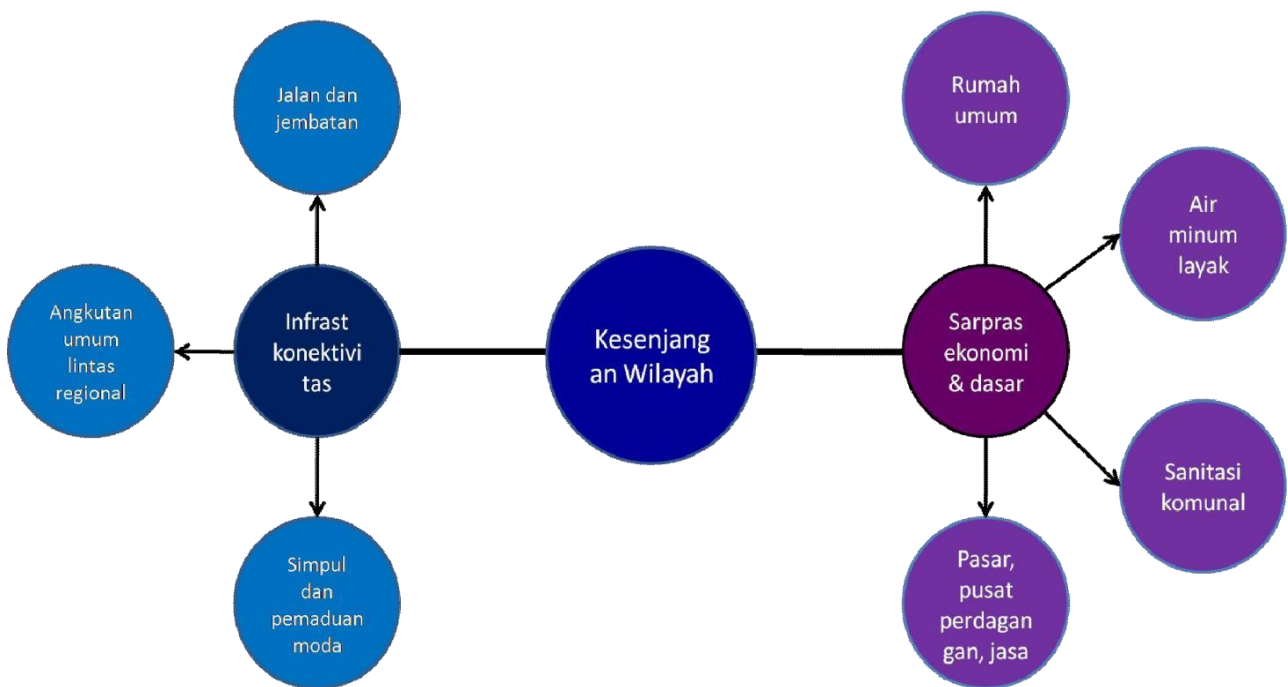 Jalan dan
jembatan
Angkutan
umum
lintas
regional
Infrast
konektivi
tas
Simpul
dan
pemaduan
moda
Kesenjang
an Wilayah
Rumah
umum
Air
minum
layak
Sarpras
ekonomi
& dasar
Sanitasi
komunal
Pasar,
pusat
perdagan
gan, jasa